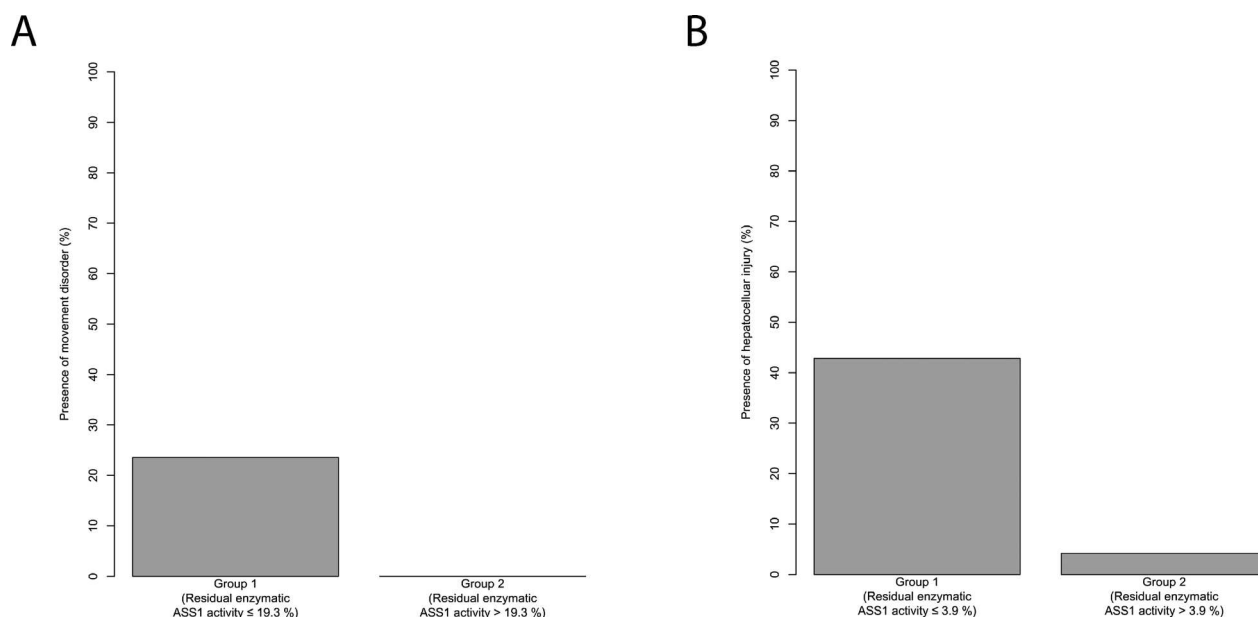 A
Presence of movement disorder (%)
100
90
80
70
60
50
40
30
20
10
0
Group 1
(Residual enzymatic
ASS1 activity ≤ 19.3 %)
Group 2
(Residual enzymatic
ASS1 activity > 19.3 %)
B
Presence of hepatocelluar injury (%)
100
90
80
70
60
50
40
30
20
10
0
Group 1
(Residual enzymatic
ASS1 activity ≤ 3.9 %)
Group 2
(Residual enzymatic
ASS1 activity > 3.9 %)